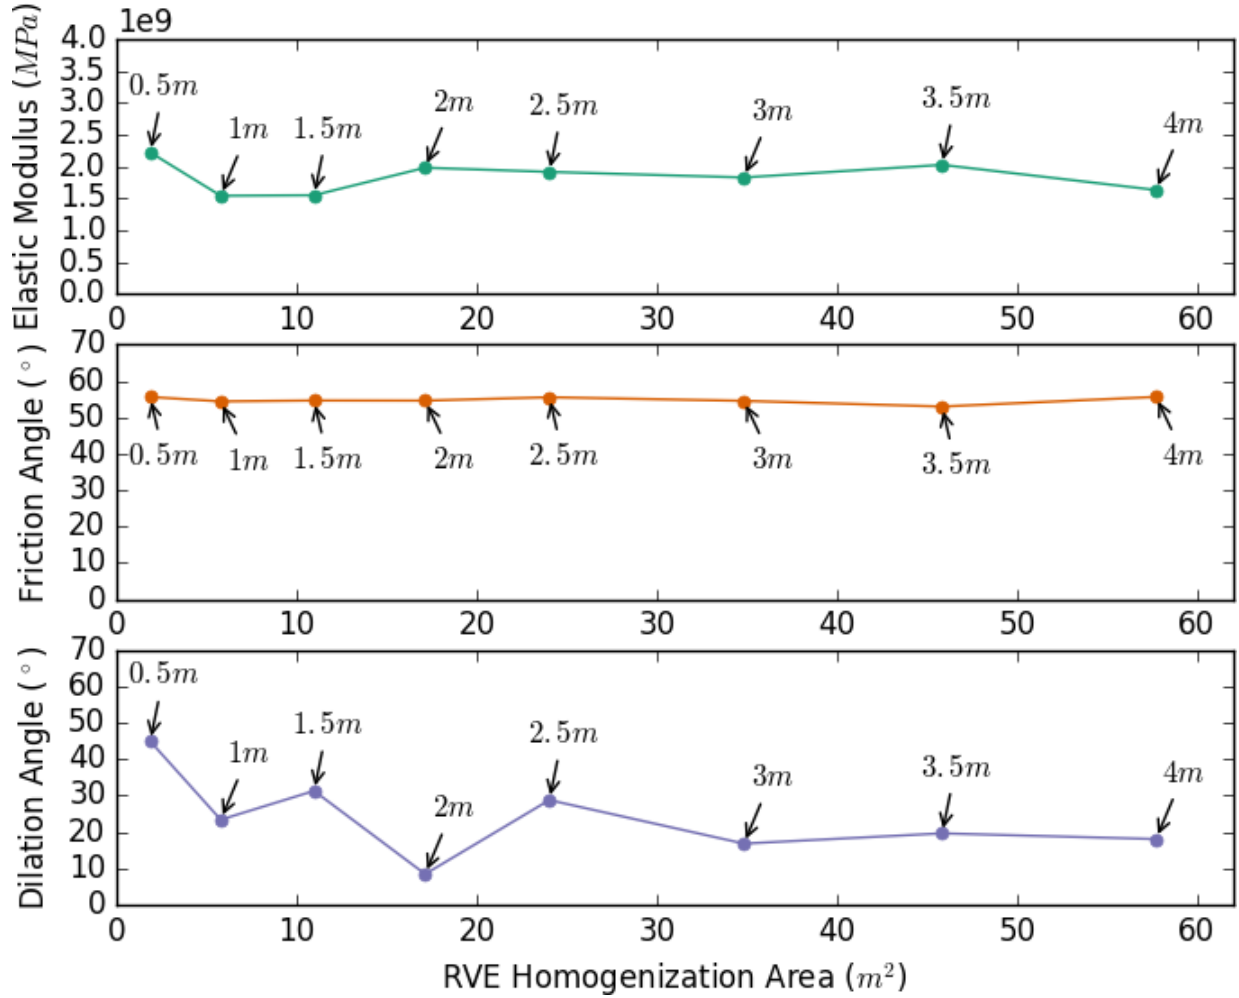 1e9
Elastic Modulus (MPa)
4.0
3.5
3.0
2.5
2.0
1.5
1.0
0.5
0.0
0.5m
1m
1.5m
2m
2.5m
3m
3.5m
4m
0 10 20 30 40 50 60
Friction Angle (°)
70
60
50
40
30
20
10
0
0.5m
1m
1.5m
2m
2.5m
3m
3.5m
4m
0 10 20 30 40 50 60
Dilation Angle (°)
70
60
50
40
30
20
10
0
0.5m
1m
1.5m
2m
2.5m
3m
3.5m
4m
0 10 20 30 40 50 60
RVE Homogenization Area (m²)